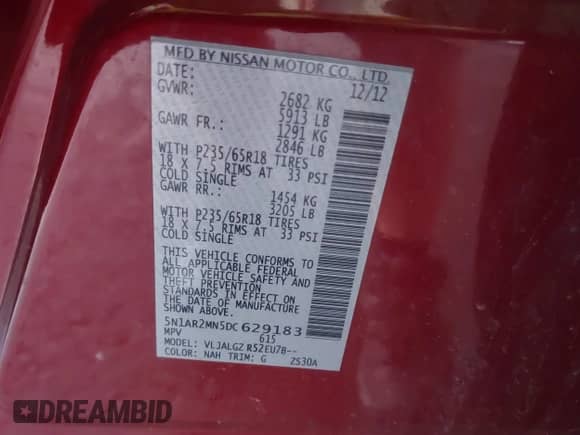 MFD BY NISSAN MOTOR CO., LTD.
DATE: 12/12
GVWR: 2682 KG
5913 LB
GAWR FR.: 1291 KG
2846 LB
WITH P235/65R18 TIRES
18 X 7.5 RIMS AT 33 PSI
COLD SINGLE
GAWR RR.: 1454 KG
3205 LB
WITH P235/65R18 TIRES
18 X 7.5 RIMS AT 33 PSI
COLD SINGLE
THIS VEHICLE CONFORMS TO
ALL APPLICABLE FEDERAL
MOTOR VEHICLE SAFETY AND
THEFT PREVENTION
STANDARDS IN EFFECT ON
THE DATE OF MANUFACTURE
SHOWN ABOVE.
5N1AR2MN5DC 629183
MPV 615
MODEL: VLJALGZ R52EU7B--
COLOR: NAH TRIM: G ZS30A
DREAMBID